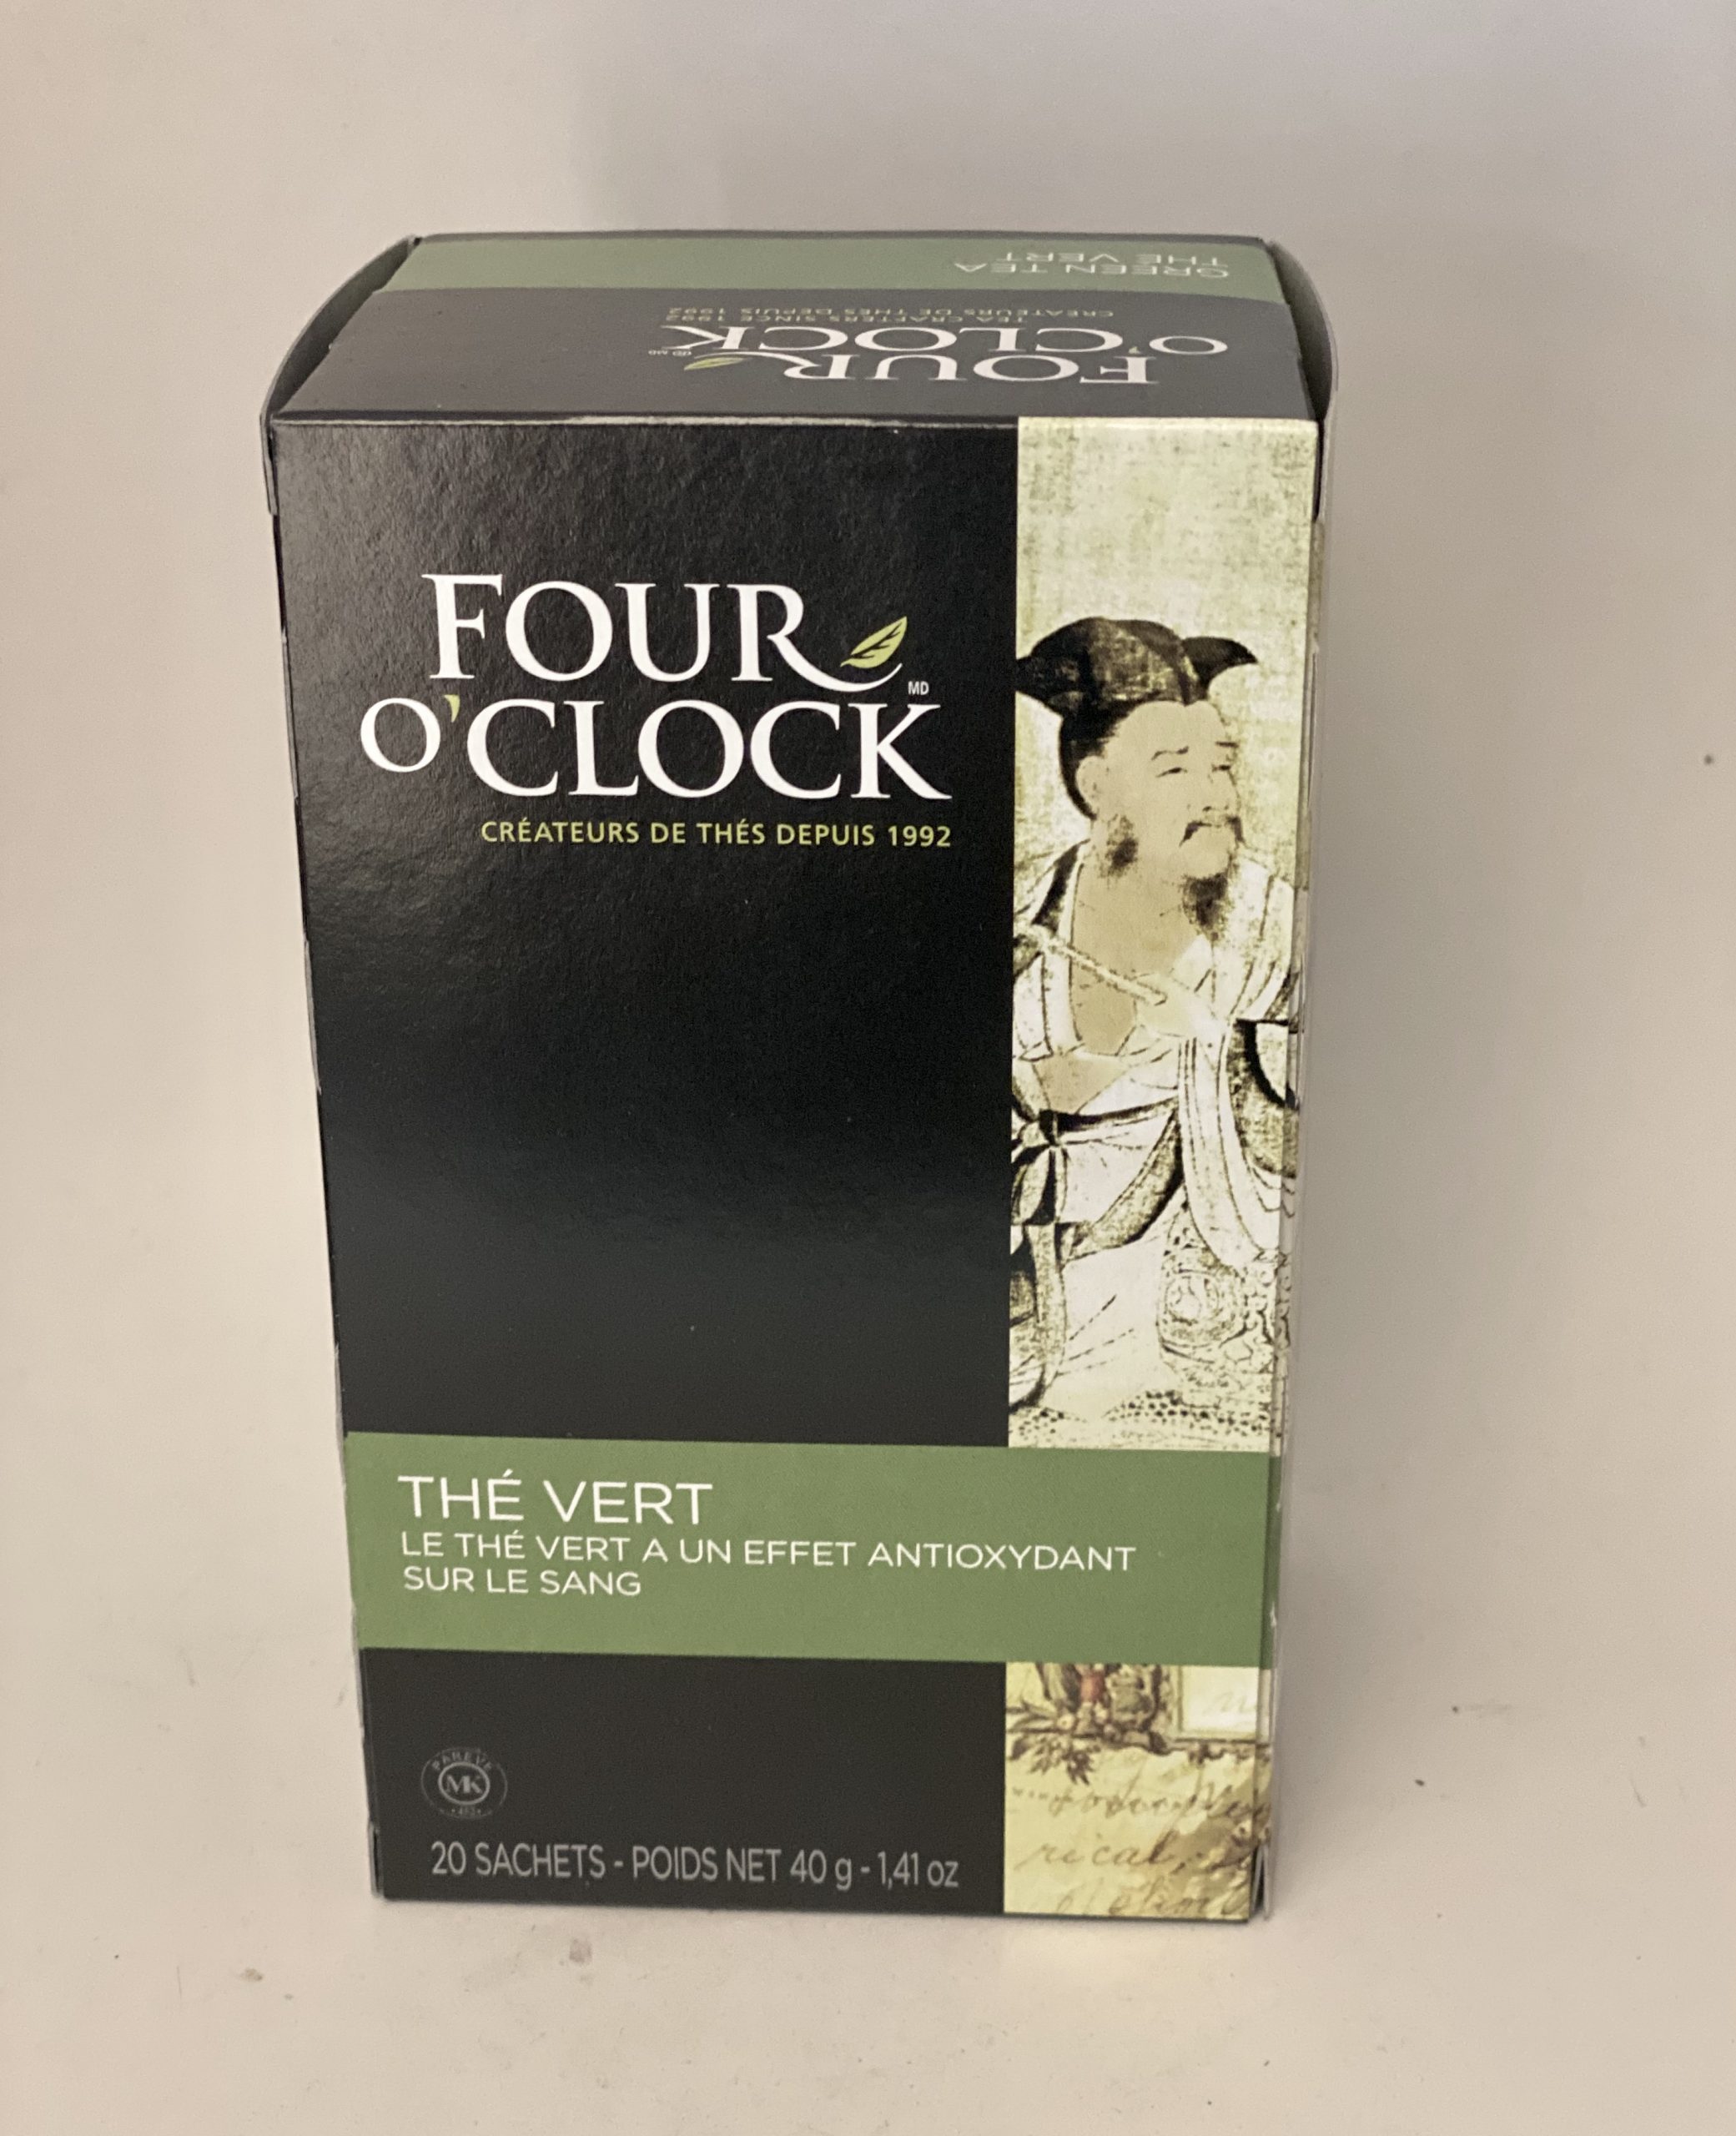 GREEN TEA
THÉ VERT
FOUR
O'CLOCK
MD
TEA CRAFTERS SINCE 1992
CRÉATEURS DE THÉS DEPUIS 1992
FOUR
O'CLOCK
MD
CRÉATEURS DE THÉS DEPUIS 1992
THÉ VERT
LE THÉ VERT A UN EFFET ANTIOXYDANT
SUR LE SANG
PAREVE
MK
rical,
20 SACHETS - POIDS NET 40 g - 1,41 oz